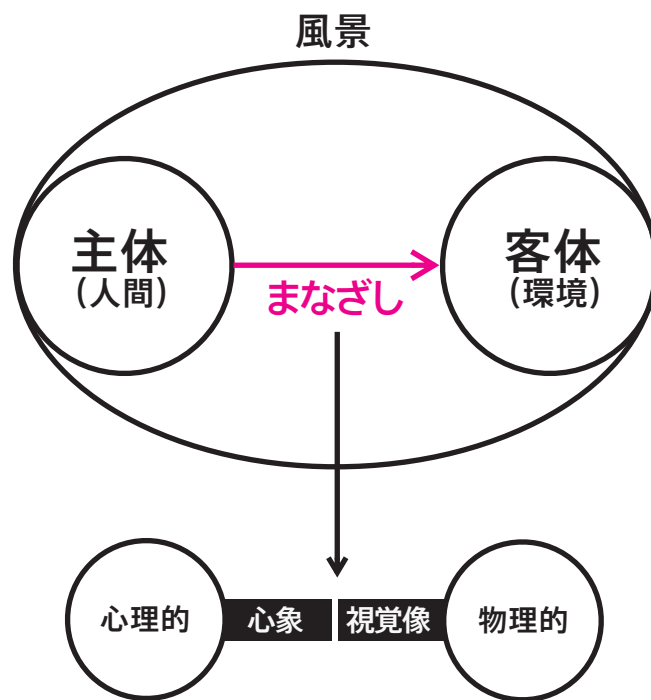 風景
主体
(人間)
客体
(環境)
まなざし
心理的
心象
視覚像
物理的